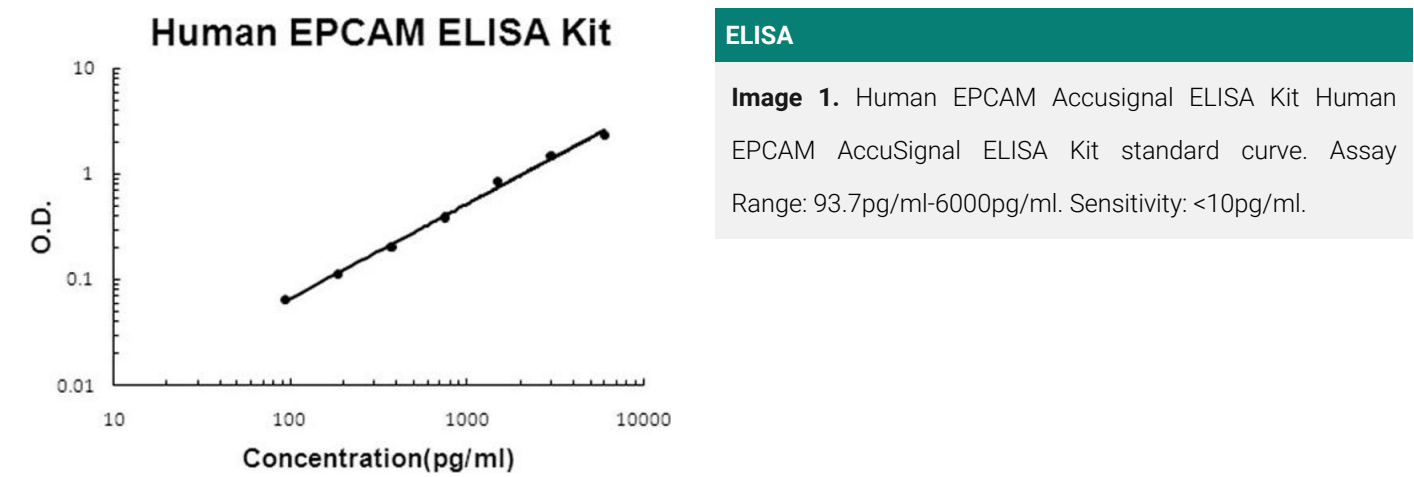 Human EPCAM ELISA Kit
10
1
0.1
0.01
O.D.
10 100 1000 10000
Concentration(pg/ml)
ELISA
Image 1. Human EPCAM Accusignal ELISA Kit Human
EPCAM AccuSignal ELISA Kit standard curve. Assay
Range: 93.7pg/ml-6000pg/ml. Sensitivity: <10pg/ml.